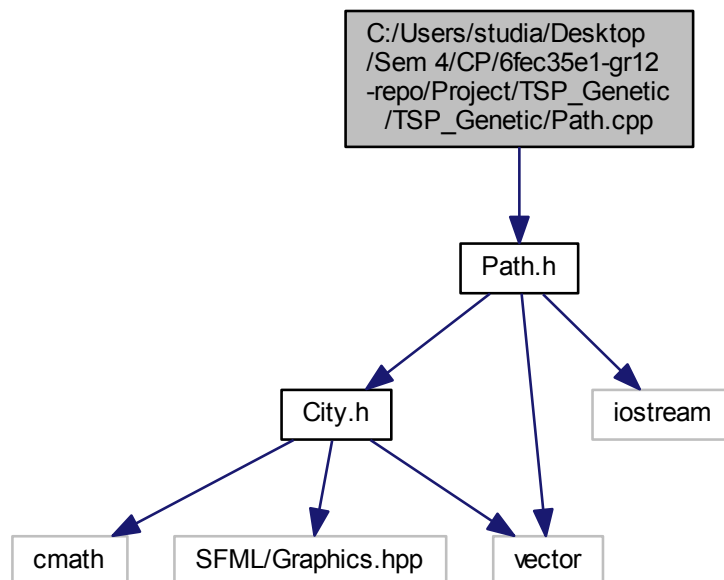 C:/Users/studia/Desktop
/Sem 4/CP/6fec35e1-gr12
-repo/Project/TSP_Genetic
/TSP_Genetic/Path.cpp
Path.h
City.h
iostream
cmath
SFML/Graphics.hpp
vector